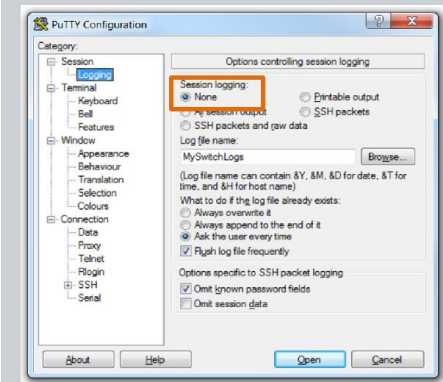 PuTTY Configuration
Category:
Session
Logging
Terminal
Keyboard
Bell
Features
Window
Appearance
Behaviour
Translation
Selection
Colours
Connection
Data
Proxy
Telnet
Rlogin
SSH
Serial
Options controlling session logging
Session logging:
None
Printable output
All session output
SSH packets
SSH packets and raw data
Log file name:
MySwitchLogs
Browse...
(Log file name can contain &Y, &M, &D for date, &T for
time, and &H for host name)
What to do if the log file already exists:
Always overwrite it
Always append to the end of it
Ask the user every time
Flush log file frequently
Options specific to SSH packet logging
Omit known password fields
Omit session data
About
Help
Open
Cancel